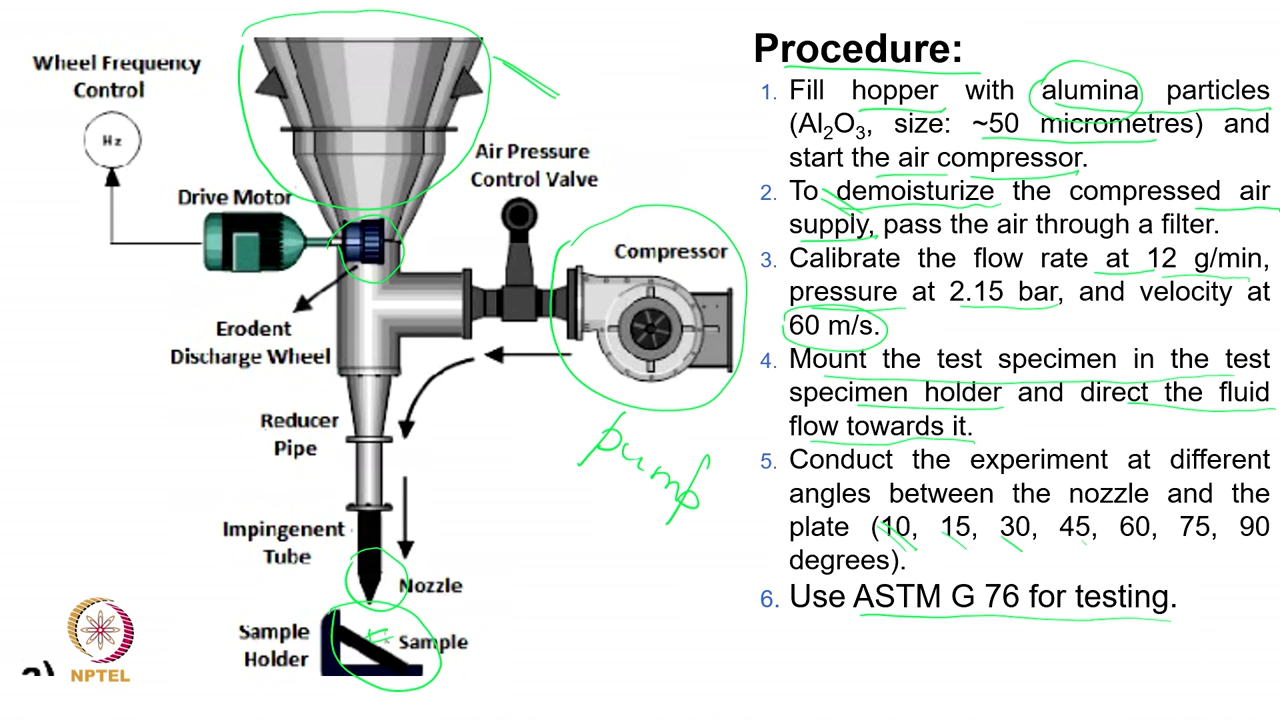 Wheel Frequency
Control
Hz
Drive Motor
Air Pressure
Control Valve
Compressor
Erodent
Discharge Wheel
Reducer
Pipe
Impingenent
Tube
Nozzle
Sample
Holder
Sample
pump
a)
NPTEL
Procedure:
1. Fill hopper with alumina particles
(Al₂O₃, size: ~50 micrometres) and
start the air compressor.
2. To demoisturize the compressed air
supply, pass the air through a filter.
3. Calibrate the flow rate at 12 g/min,
pressure at 2.15 bar, and velocity at
60 m/s.
4. Mount the test specimen in the test
specimen holder and direct the fluid
flow towards it.
5. Conduct the experiment at different
angles between the nozzle and the
plate (10, 15, 30, 45, 60, 75, 90
degrees).
6. Use ASTM G 76 for testing.